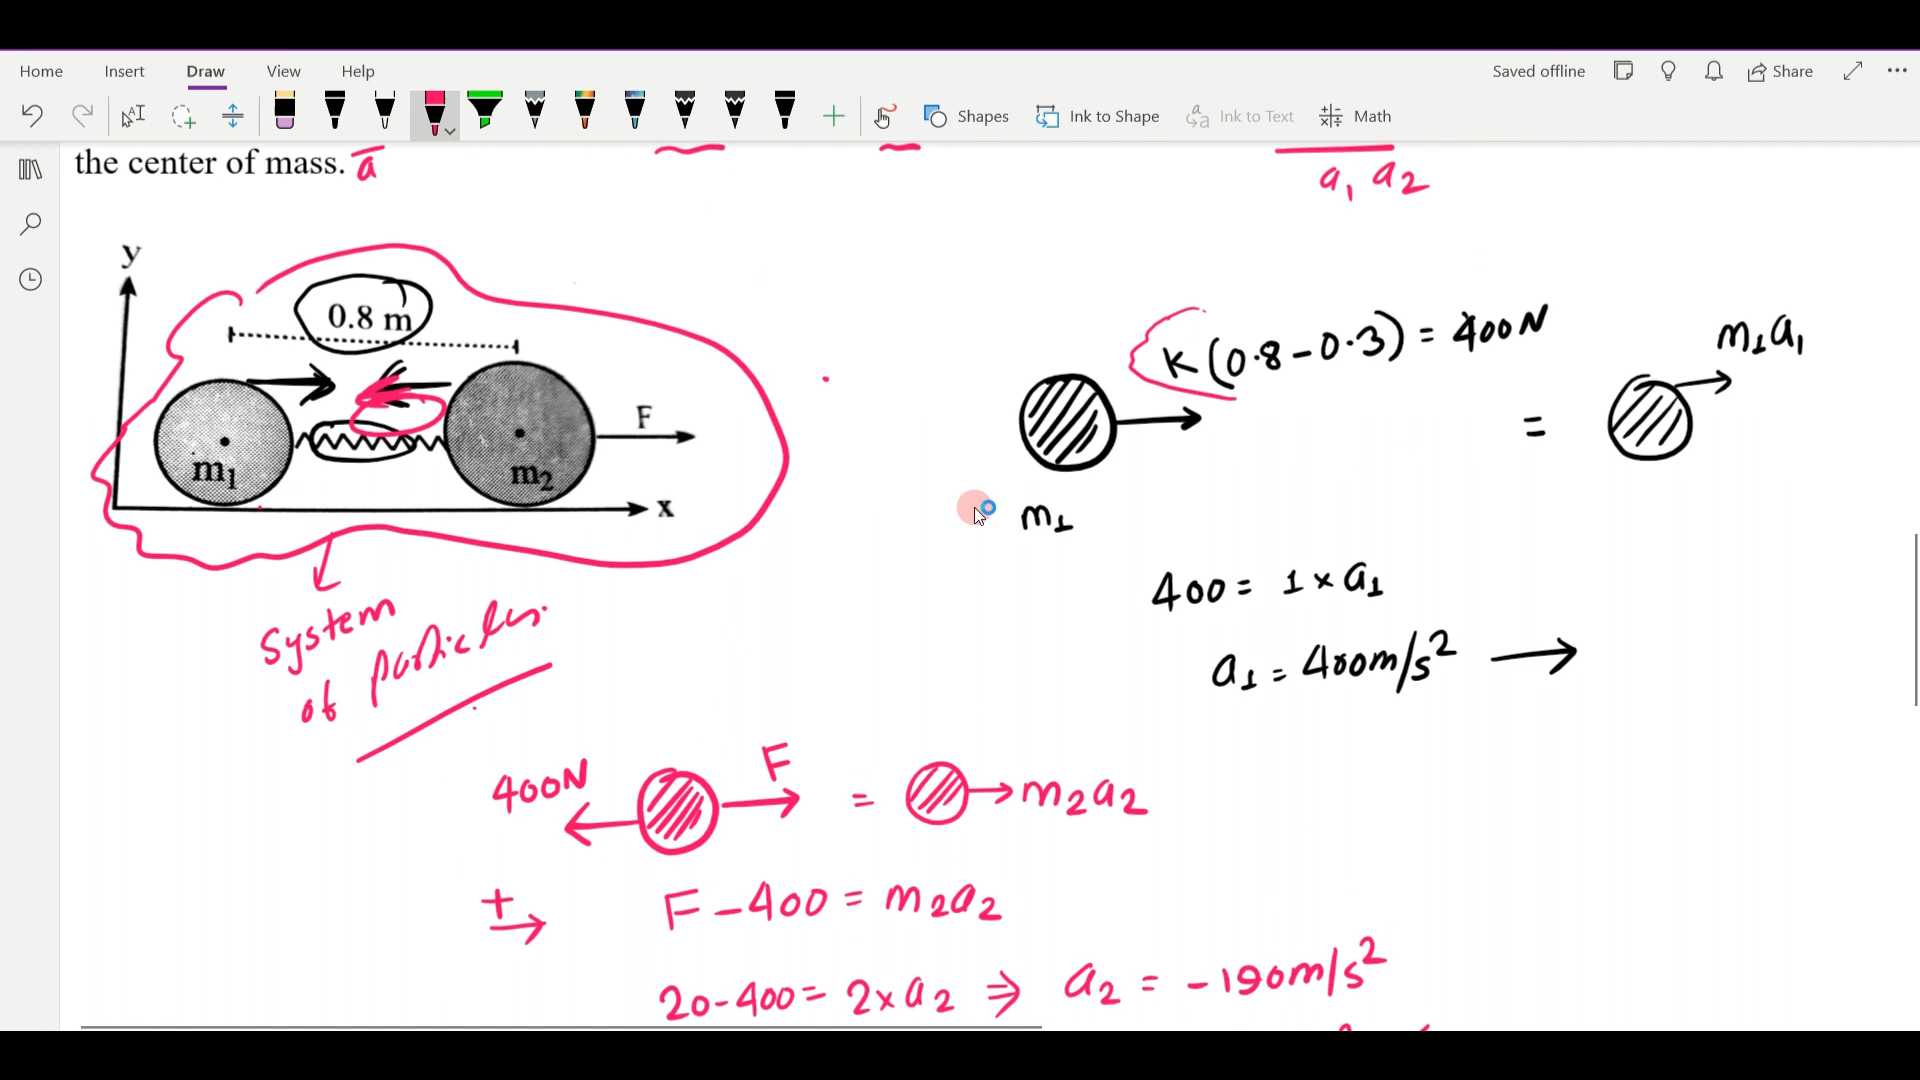 Home Insert Draw View Help Saved offline Share
Shapes Ink to Shape Ink to Text Math
the center of mass. a̅
a₁ a₂
y
0.8 m
F
m₁
m₂
x
System
of particles.
K(0.8-0.3) = 400N
=
m₁a₁
m₁
400 = 1 × a₁
a₁ = 400m/s² →
400N
F
= → m₂a₂
+→ F - 400 = m₂a₂
20-400 = 2×a₂ ⇒ a₂ = -190m/s²